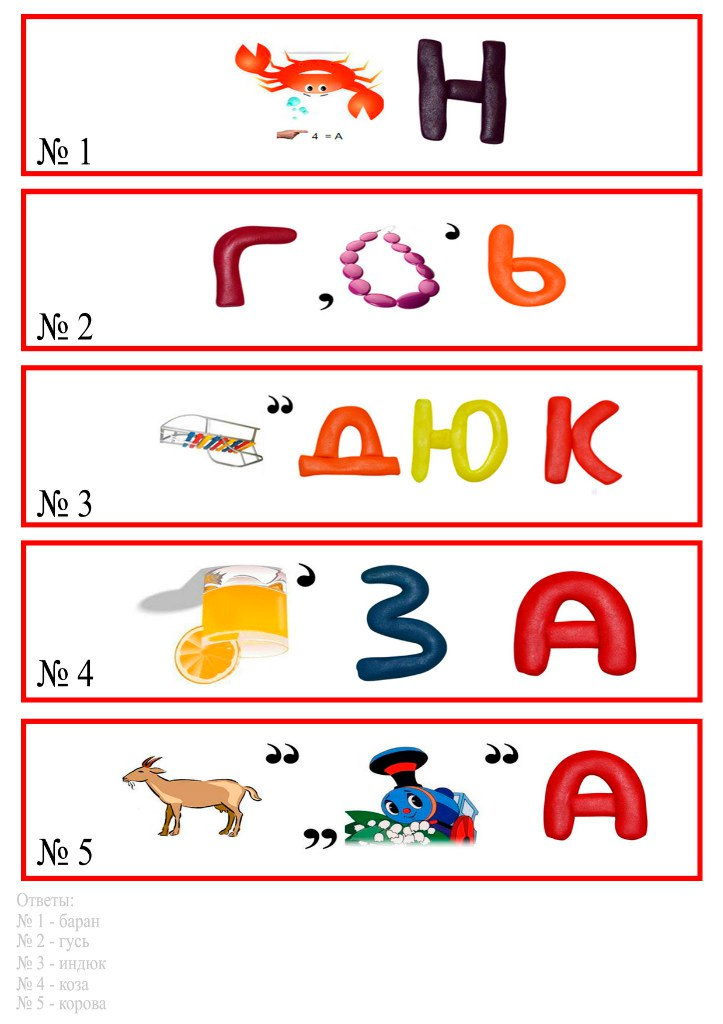 4 = А
Н
№ 1
Г , ’ Ь
№ 2
” Д Ю К
№ 3
’ З А
№ 4
” ” ” А
№ 5
Ответы:
№ 1 - баран
№ 2 - гусь
№ 3 - индюк
№ 4 - коза
№ 5 - корова